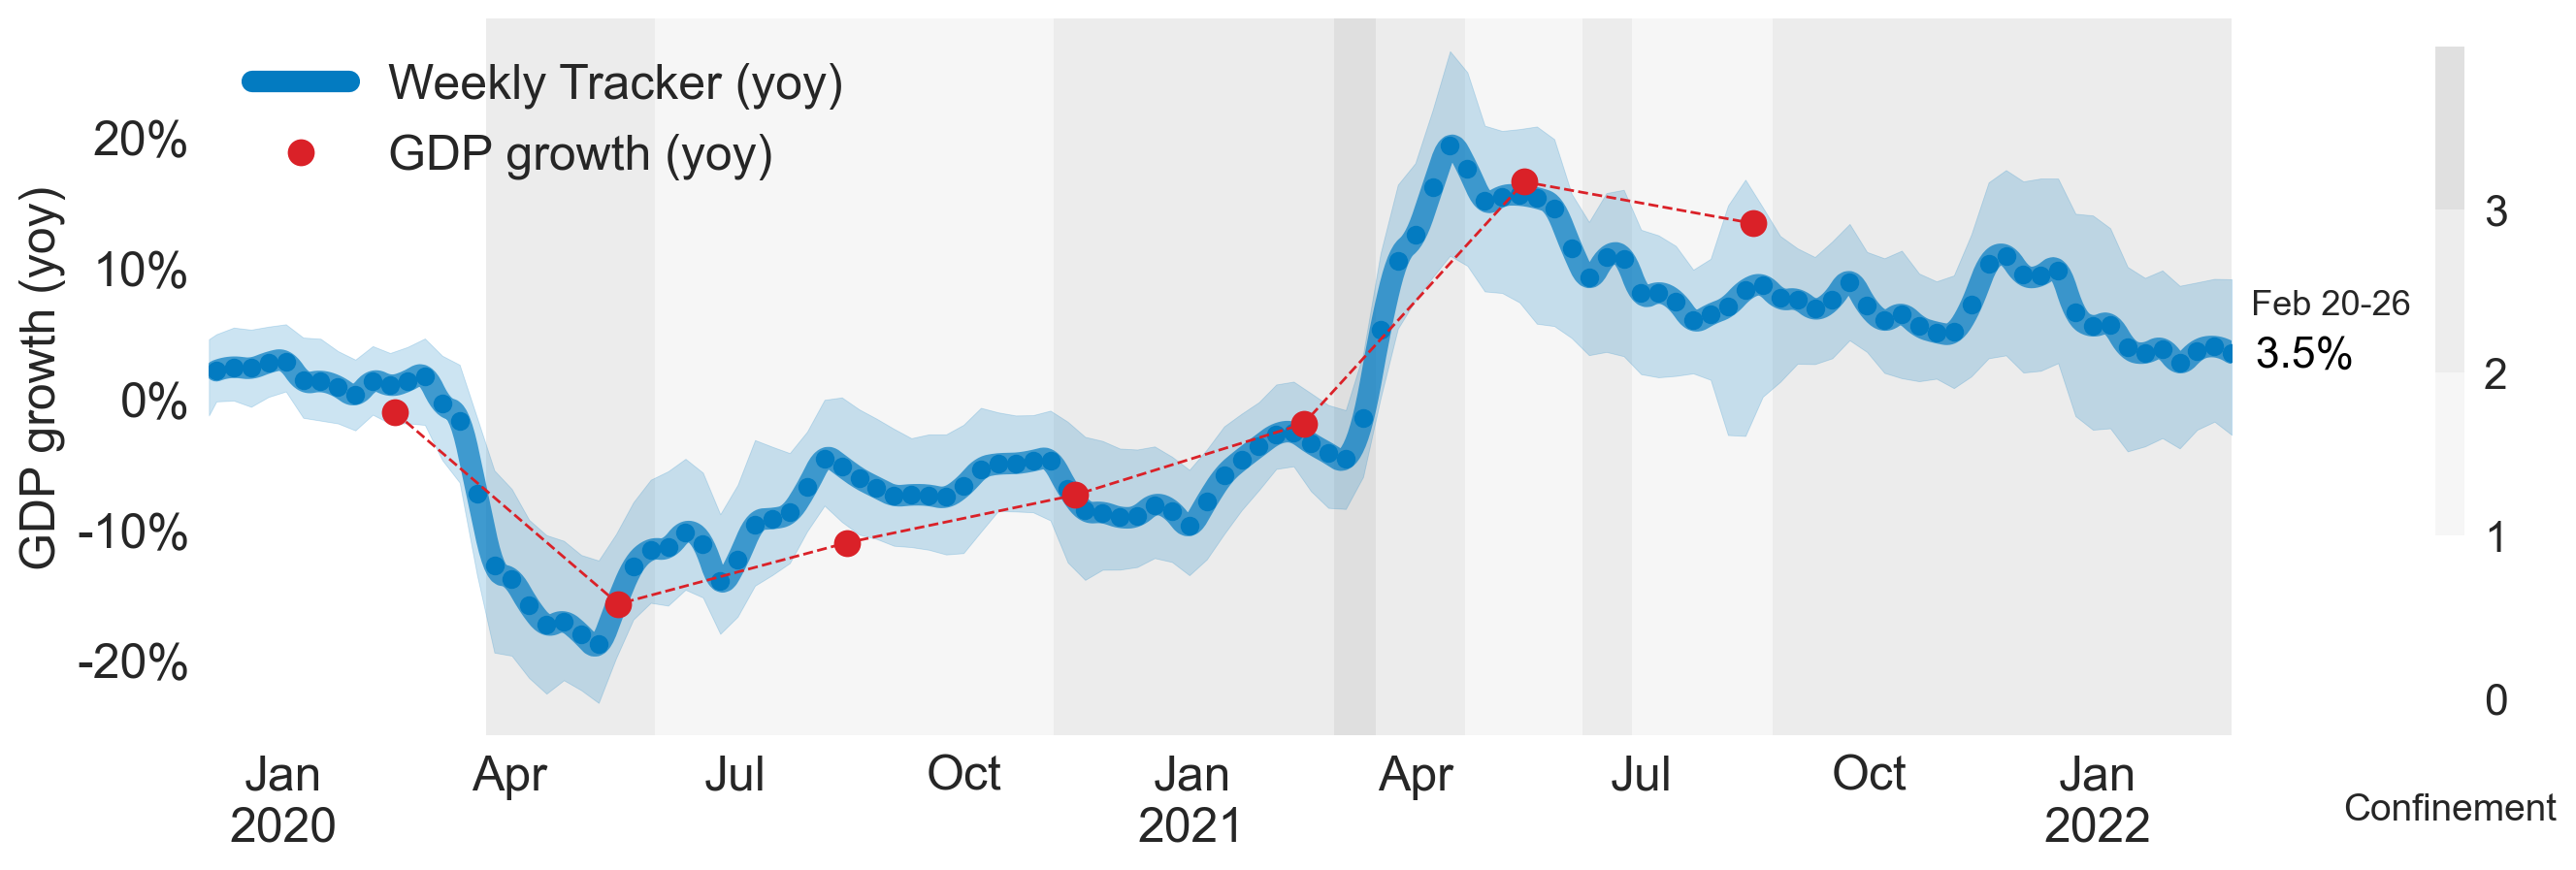 Weekly Tracker (yoy)
GDP growth (yoy)
GDP growth (yoy)
20%
10%
0%
-10%
-20%
Jan Apr Jul Oct Jan Apr Jul Oct Jan
2020 2021 2022
Feb 20-26
3.5%
3
2
1
0
Confinement